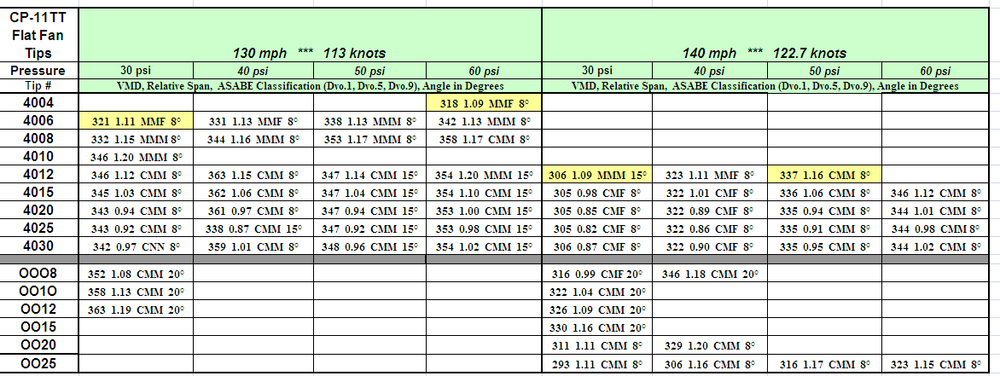 CP-11TT
Flat Fan
Tips 130 mph *** 113 knots 140 mph *** 122.7 knots
Pressure 30 psi 40 psi 50 psi 60 psi 30 psi 40 psi 50 psi 60 psi
Tip # VMD, Relative Span, ASABE Classification (Dvo.1, Dvo.5, Dvo.9), Angle in Degrees VMD, Relative Span, ASABE Classification (Dvo.1, Dvo.5, Dvo.9), Angle in Degrees
4004 318 1.09 MMF 8°
4006 321 1.11 MMF 8° 331 1.13 MMF 8° 338 1.13 MMM 8° 342 1.13 MMM 8°
4008 332 1.15 MMM 8° 344 1.16 MMM 8° 353 1.17 MMM 8° 358 1.17 CMM 8°
4010 346 1.20 MMM 8°
4012 346 1.12 CMM 8° 363 1.15 CMM 8° 347 1.14 CMM 15° 354 1.20 MMM 15° 306 1.09 MMM 15° 323 1.11 MMF 8° 337 1.16 CMM 8°
4015 345 1.03 CMM 8° 362 1.06 CMM 8° 347 1.04 CMM 15° 354 1.10 CMM 15° 305 0.98 CMF 8° 322 1.01 CMF 8° 336 1.06 CMM 8° 346 1.12 CMM 8°
4020 343 0.94 CMM 8° 361 0.97 CMM 8° 347 0.94 CMM 15° 353 1.00 CMM 15° 305 0.85 CMF 8° 322 0.89 CMF 8° 335 0.94 CMM 8° 344 1.01 CMM 8°
4025 343 0.92 CMM 8° 338 0.87 CMM 15° 347 0.92 CMM 15° 353 0.98 CMM 15° 305 0.82 CMF 8° 322 0.86 CMF 8° 335 0.91 CMM 8° 344 0.98 CMM 8°
4030 342 0.97 CNN 8° 359 1.01 CMM 8° 348 0.96 CMM 15° 354 1.02 CMM 15° 306 0.87 CMF 8° 322 0.90 CMF 8° 335 0.95 CMM 8° 344 1.02 CMM 8°
OOO8 352 1.08 CMM 20° 316 0.99 CMF 20° 346 1.18 CMM 20°
OO1O 358 1.13 CMM 20° 322 1.04 CMM 20°
OO12 363 1.19 CMM 20° 326 1.09 CMM 20°
OO15 330 1.16 CMM 20°
OO20 311 1.11 CMM 8° 329 1.20 CMM 8°
OO25 293 1.11 CMM 8° 306 1.16 CMM 8° 316 1.17 CMM 8° 323 1.15 CMM 8°